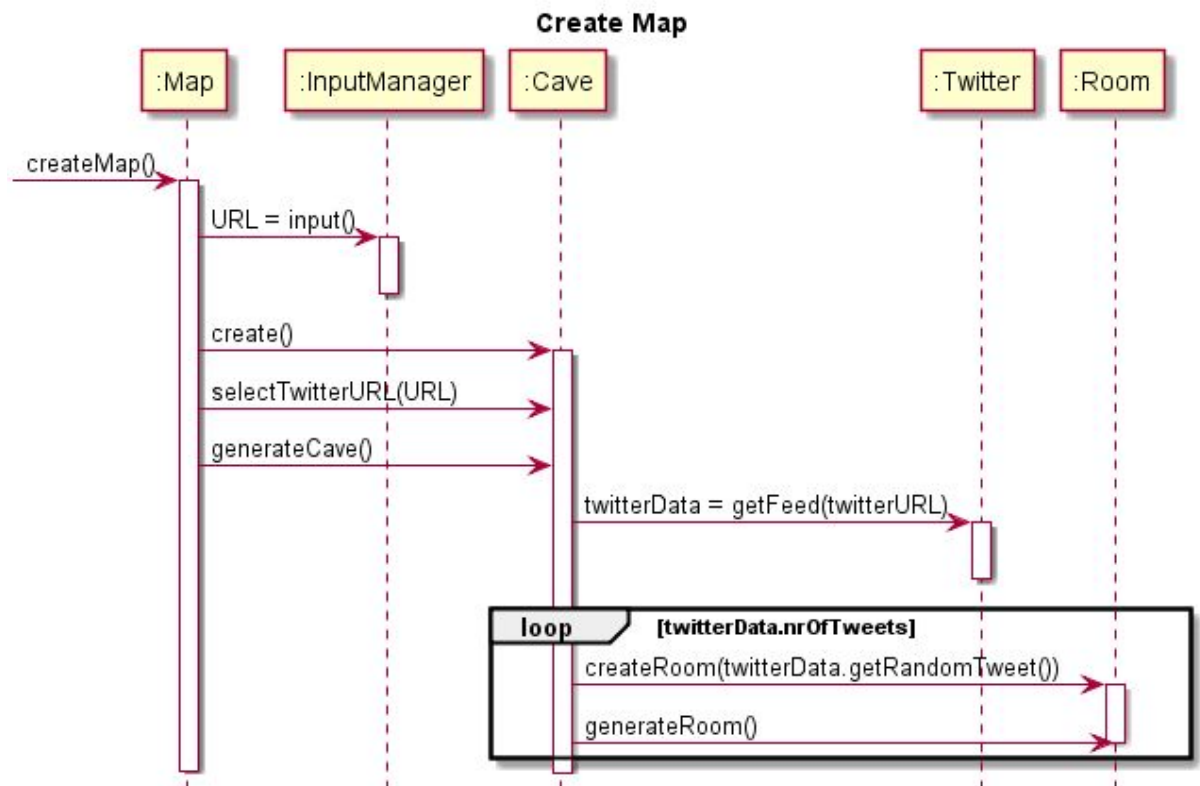 Create Map
:Map
:InputManager
:Cave
:Twitter
:Room
createMap()
URL = input()
create()
selectTwitterURL(URL)
generateCave()
twitterData = getFeed(twitterURL)
loop
[twitterData.nrOfTweets]
createRoom(twitterData.getRandomTweet())
generateRoom()